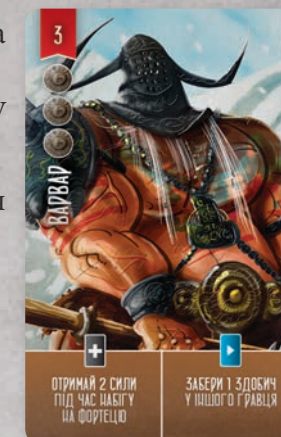 а
3
у
и
ВАРВАР
ОТРИМАЙ 2 СИЛИ
ПІД ЧАС НАБІГУ
НА ФОРТЕЦЮ
ЗАБЕРИ 1 ЗДОБИЧ
У ІНШОГО ГРАВЦЯ